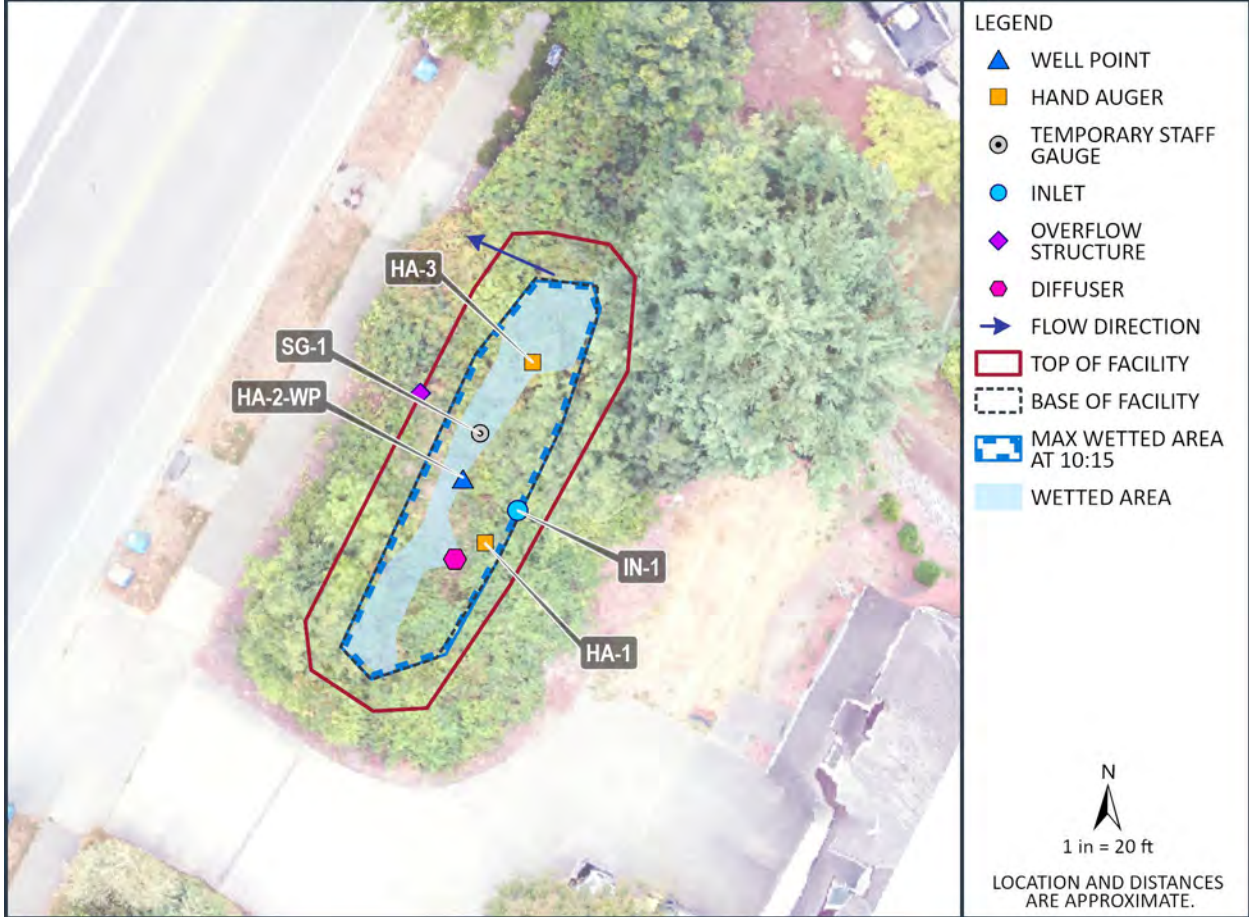 HA-3
SG-1
HA-2-WP
IN-1
HA-1
LEGEND
WELL POINT
HAND AUGER
TEMPORARY STAFF
GAUGE
INLET
OVERFLOW
STRUCTURE
DIFFUSER
FLOW DIRECTION
TOP OF FACILITY
BASE OF FACILITY
MAX WETTED AREA
AT 10:15
WETTED AREA
N
1 in = 20 ft
LOCATION AND DISTANCES
ARE APPROXIMATE.